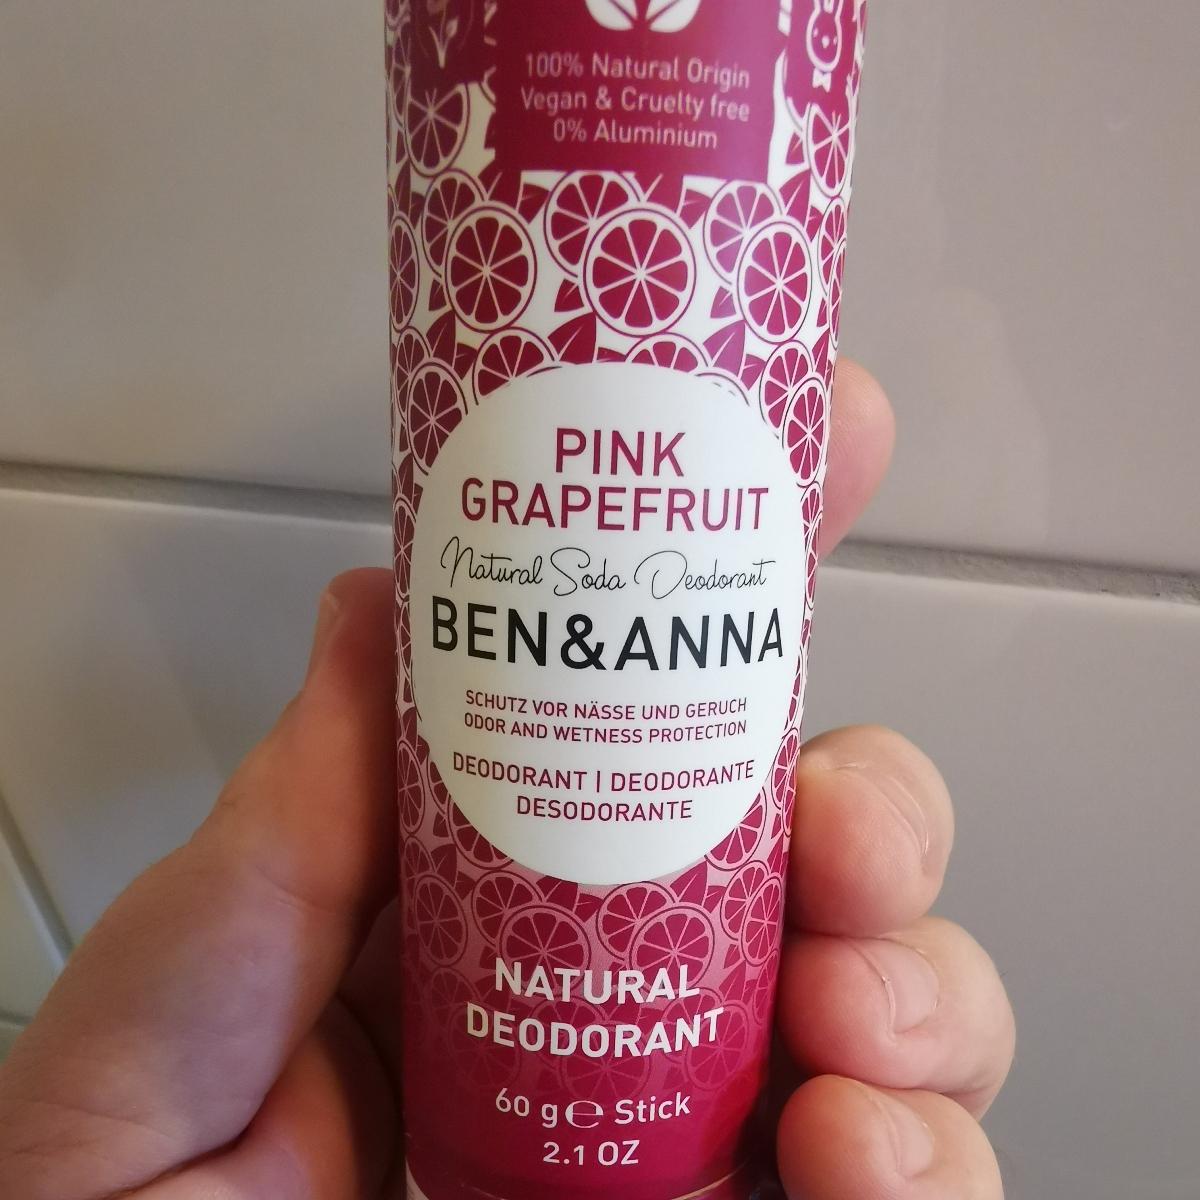 100% Natural Origin
Vegan & Cruelty free
0% Aluminium
PINK
GRAPEFRUIT
Natural Soda Deodorant
BEN&ANNA
SCHUTZ VOR NÄSSE UND GERUCH
ODOR AND WETNESS PROTECTION
DEODORANT | DEODORANTE
DESODORANTE
NATURAL
DEODORANT
60 g ℮ Stick
2.1 OZ